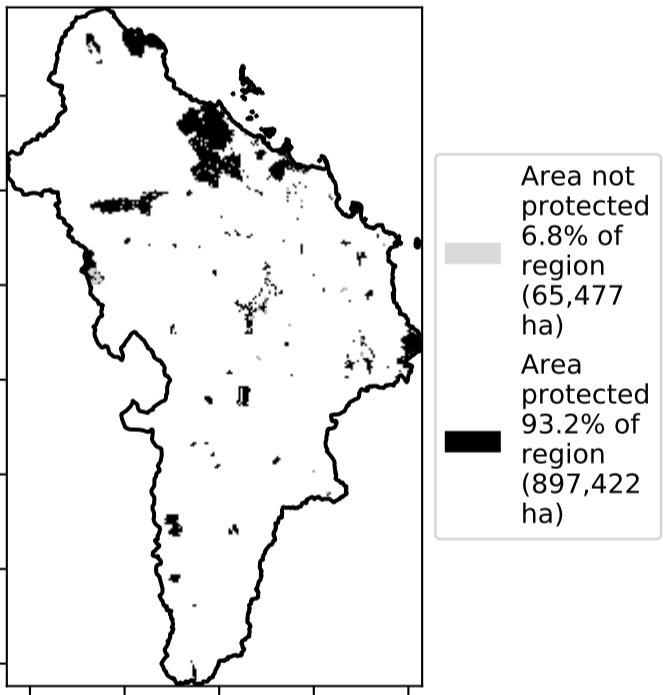 Area not
protected
6.8% of
region
(65,477
ha)
Area
protected
93.2% of
region
(897,422
ha)